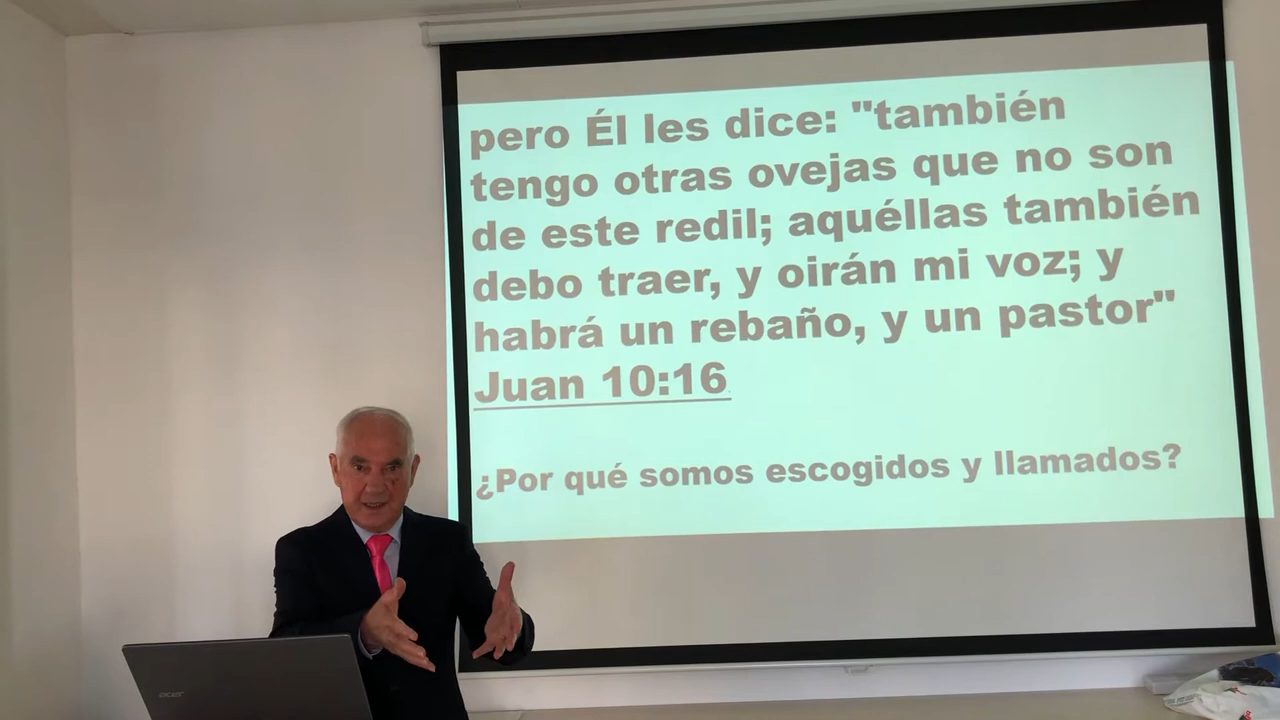 pero Él les dice: "también
tengo otras ovejas que no son
de este redil; aquéllas también
debo traer, y oirán mi voz; y
habrá un rebaño, y un pastor"
Juan 10:16
¿Por qué somos escogidos y llamados?
acer